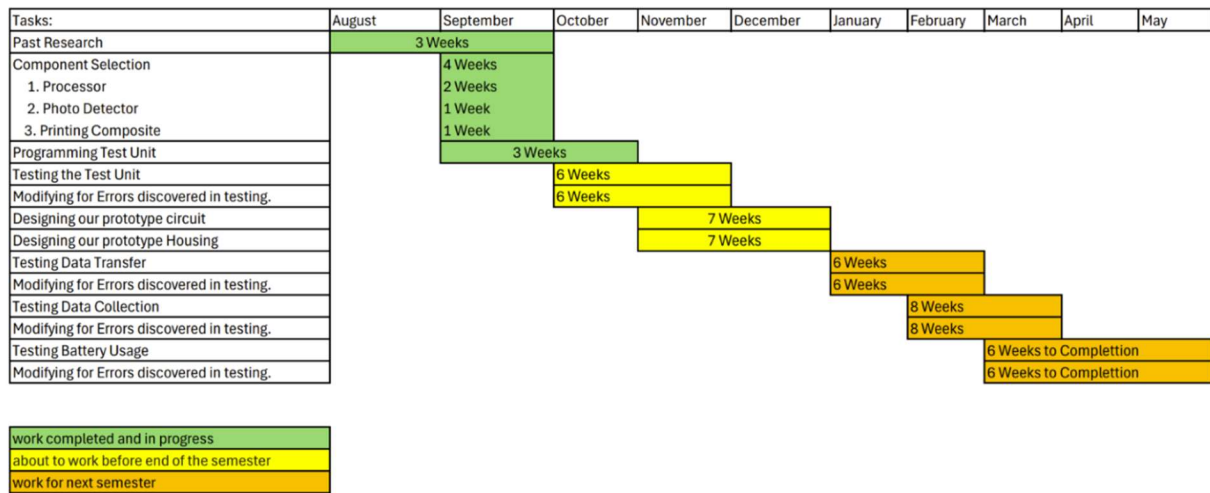 Tasks: August September October November December January February March April May
Past Research 3 Weeks
Component Selection 4 Weeks
1. Processor 2 Weeks
2. Photo Detector 1 Week
3. Printing Composite 1 Week
Programming Test Unit 3 Weeks
Testing the Test Unit 6 Weeks
Modifying for Errors discovered in testing. 6 Weeks
Designing our prototype circuit 7 Weeks
Designing our prototype Housing 7 Weeks
Testing Data Transfer 6 Weeks
Modifying for Errors discovered in testing. 6 Weeks
Testing Data Collection 8 Weeks
Modifying for Errors discovered in testing. 8 Weeks
Testing Battery Usage 6 Weeks to Complettion
Modifying for Errors discovered in testing. 6 Weeks to Complettion
work completed and in progress
about to work before end of the semester
work for next semester